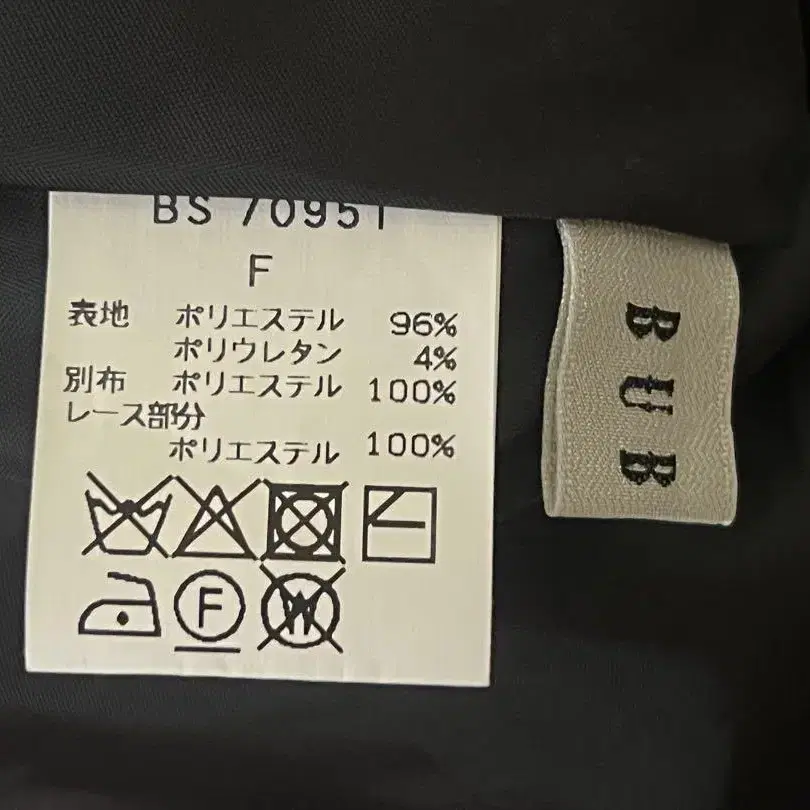 BS 70951
F
表地 ポリエステル 96%
ポリウレタン 4%
別布 ポリエステル 100%
レース部分
ポリエステル 100%
F
W
BUB